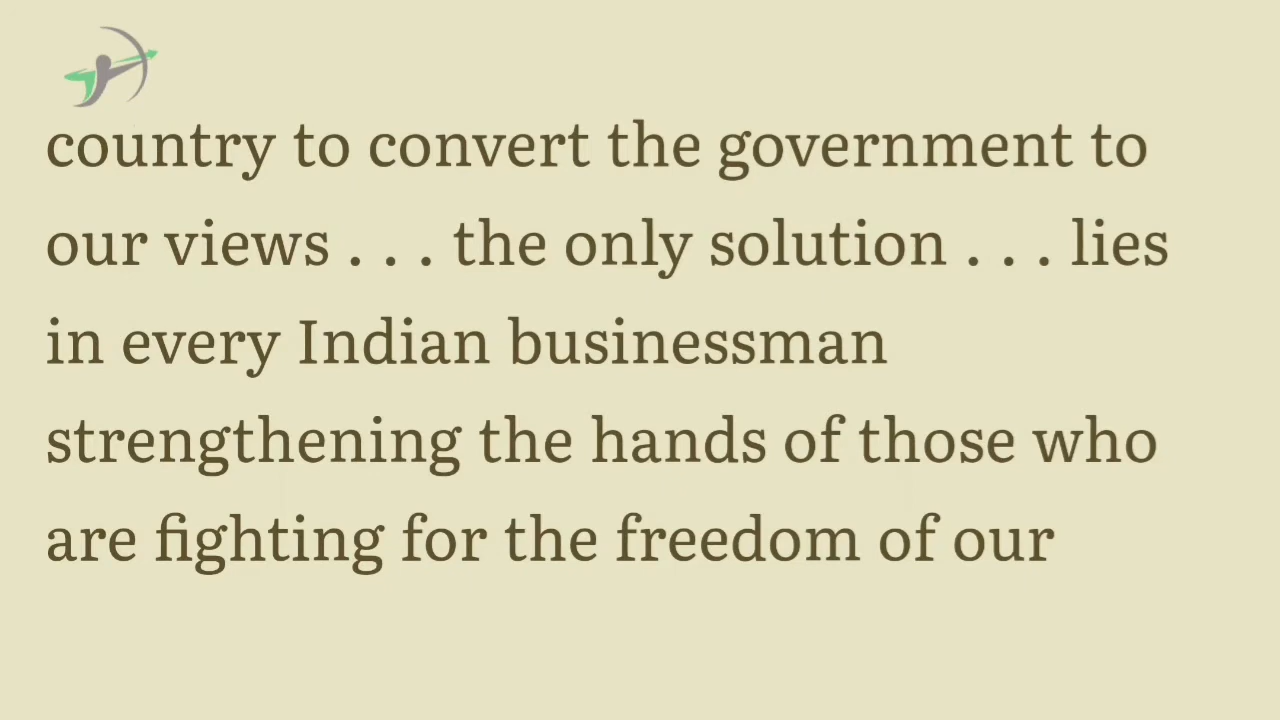 country to convert the government to
our views . . . the only solution . . . lies
in every Indian businessman
strengthening the hands of those who
are fighting for the freedom of our